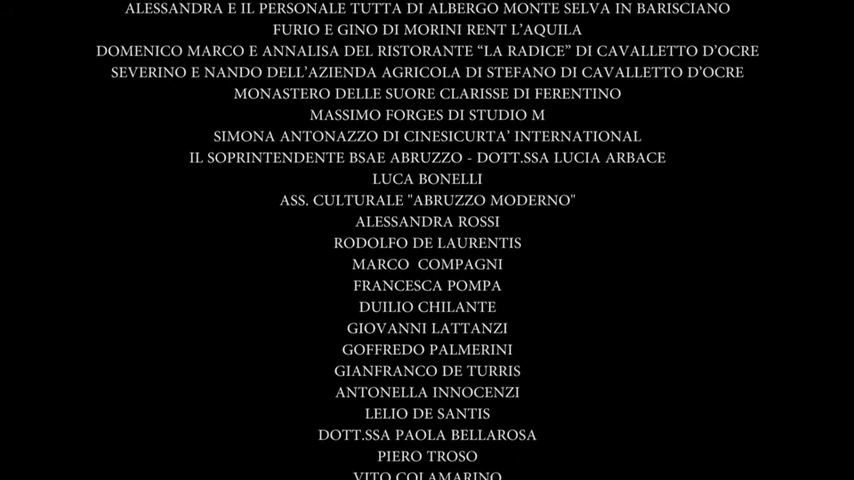 ALESSANDRA E IL PERSONALE TUTTA DI ALBERGO MONTE SELVA IN BARISCIANO
FURIO E GINO DI MORINI RENT L'AQUILA
DOMENICO MARCO E ANNALISA DEL RISTORANTE “LA RADICE” DI CAVALLETTO D'OCRE
SEVERINO E NANDO DELL'AZIENDA AGRICOLA DI STEFANO DI CAVALLETTO D'OCRE
MONASTERO DELLE SUORE CLARISSE DI FERENTINO
MASSIMO FORGES DI STUDIO M
SIMONA ANTONAZZO DI CINESICURTA' INTERNATIONAL
IL SOPRINTENDENTE BSAE ABRUZZO - DOTT.SSA LUCIA ARBACE
LUCA BONELLI
ASS. CULTURALE "ABRUZZO MODERNO"
ALESSANDRA ROSSI
RODOLFO DE LAURENTIS
MARCO  COMPAGNI
FRANCESCA POMPA
DUILIO CHILANTE
GIOVANNI LATTANZI
GOFFREDO PALMERINI
GIANFRANCO DE TURRIS
ANTONELLA INNOCENZI
LELIO DE SANTIS
DOTT.SSA PAOLA BELLAROSA
PIERO TROSO
VITO COLAMARINO